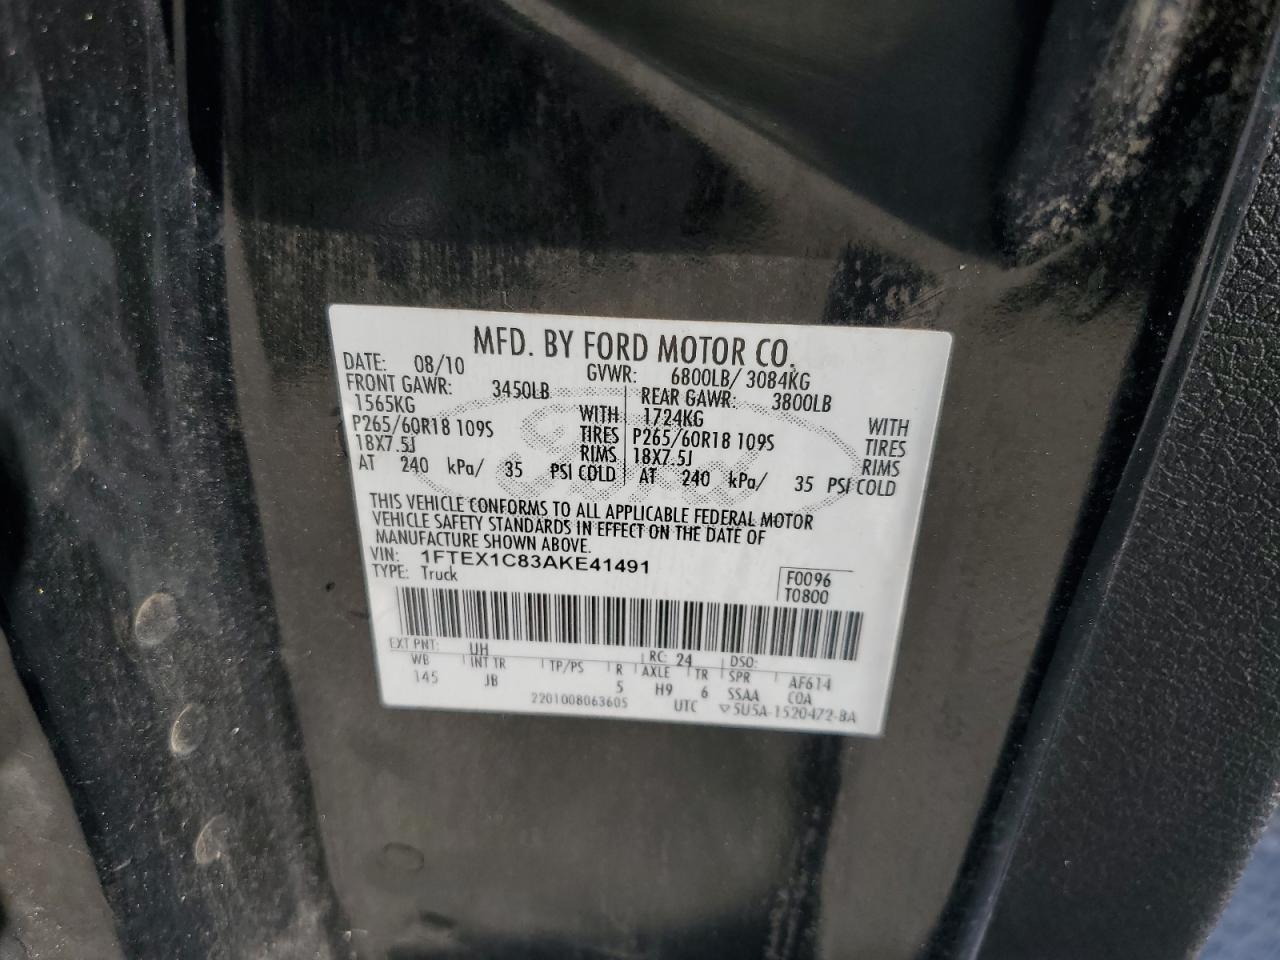 MFD. BY FORD MOTOR CO.
DATE: 08/10 GVWR: 6800LB/ 3084KG
FRONT GAWR: 3450LB REAR GAWR: 3800LB
1565KG WITH 1724KG WITH
P265/60R18 109S TIRES P265/60R18 109S TIRES
18X7.5J RIMS 18X7.5J RIMS
AT 240 kPa/ 35 PSI COLD AT 240 kPa/ 35 PSI COLD
THIS VEHICLE CONFORMS TO ALL APPLICABLE FEDERAL MOTOR
VEHICLE SAFETY STANDARDS IN EFFECT ON THE DATE OF
MANUFACTURE SHOWN ABOVE.
VIN: 1FTEX1C83AKE41491 F0096
TYPE: Truck T0800
EXT PNT: UH RC: 24 DSO:
WB INT TR TP/PS R AXLE TR SPR AF614
145 JB 5 H9 6 SSAA COA
2201008063605 UTC ▽5U5A-1520472-BA
Ford